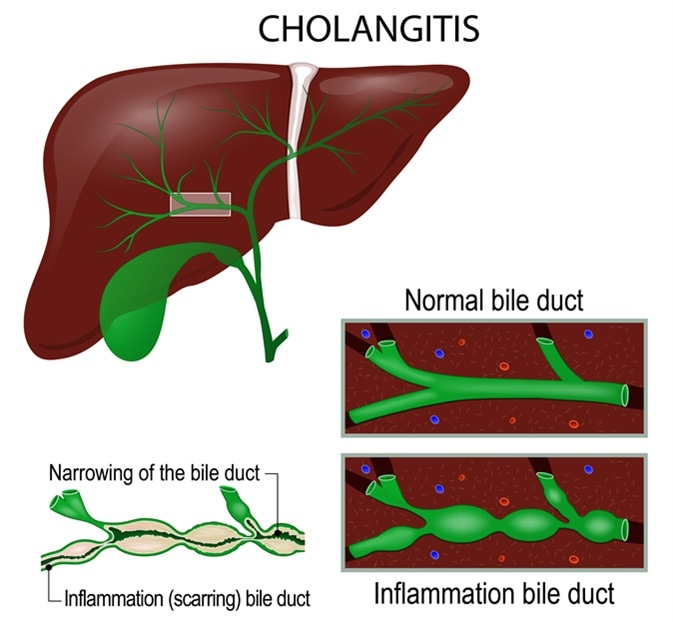 CHOLANGITIS
Normal bile duct
Narrowing of the bile duct
Inflammation (scarring) bile duct
Inflammation bile duct